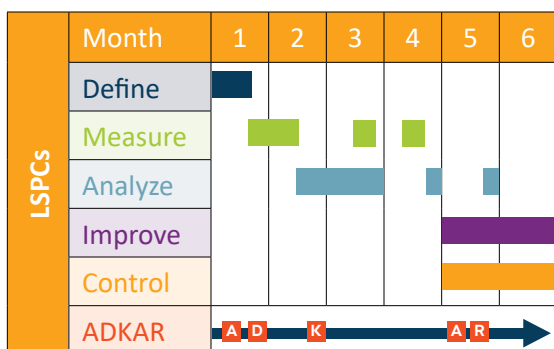 LSPCs
Month 1 2 3 4 5 6
Define
Measure
Analyze
Improve
Control
ADKAR A D K A R